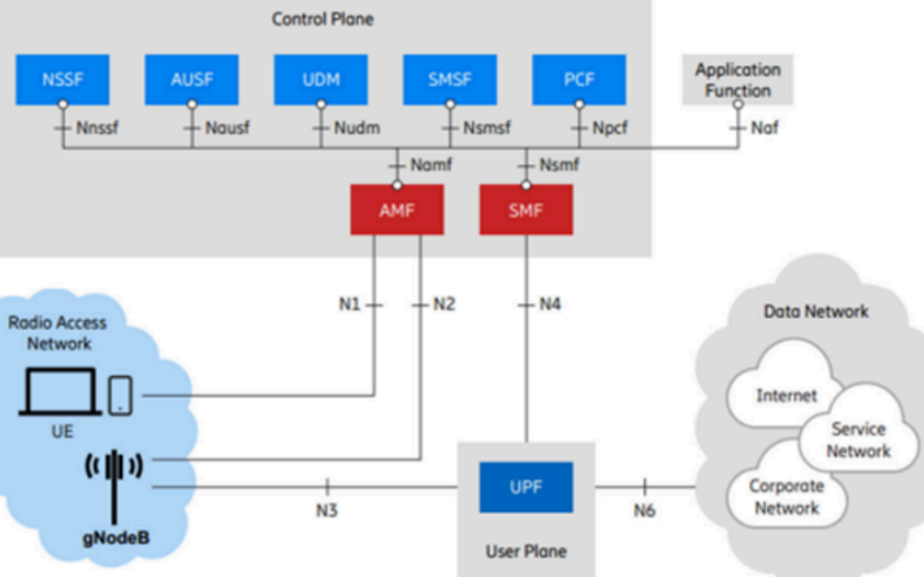 Control Plane
NSSF
AUSF
UDM
SMSF
PCF
Application
Function
Nnssf
Nausf
Nudm
Nsmsf
Npcf
Naf
Namf
Nsmf
AMF
SMF
N1
N2
N4
Radio Access
Network
UE
gNodeB
N3
UPF
User Plane
N6
Data Network
Internet
Service
Network
Corporate
Network